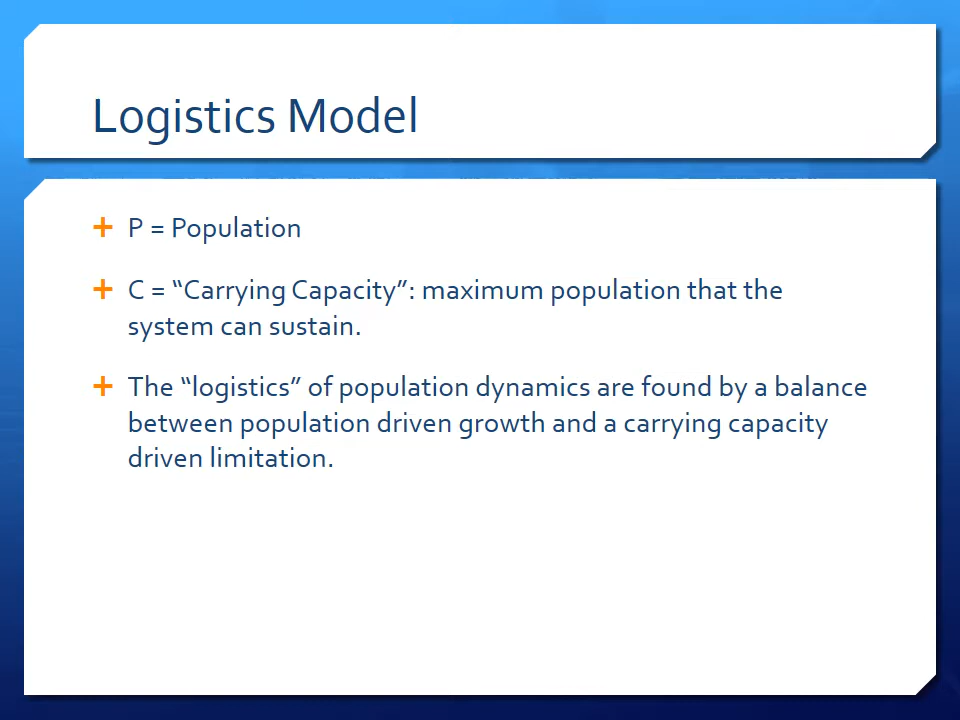 Logistics Model
P = Population
C = “Carrying Capacity”: maximum population that the
system can sustain.
The “logistics” of population dynamics are found by a balance
between population driven growth and a carrying capacity
driven limitation.